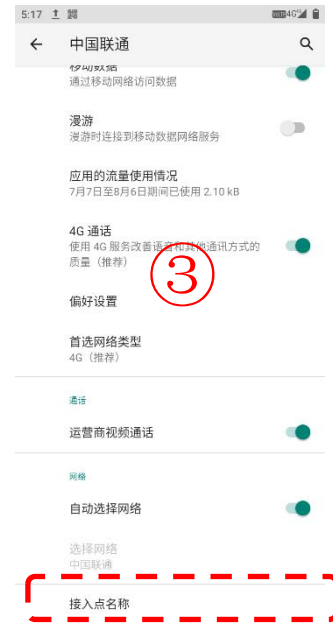 5:17
4G
中国联通
移动数据
通过移动网络访问数据
漫游
漫游时连接到移动数据网络服务
应用的流量使用情况
7月7日至8月6日期间已使用 2.10 kB
4G 通话
使用 4G 服务改善语音和其他通讯方式的
质量（推荐）
③
偏好设置
首选网络类型
4G（推荐）
通话
运营商视频通话
网络
自动选择网络
选择网络
中国联通
接入点名称